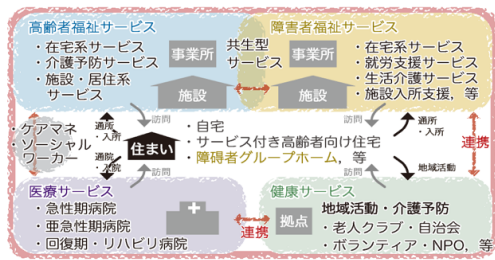 高齢者福祉サービス
・在宅系サービス
・介護予防サービス
・施設・居住系
サービス
事業所
施設
共生型
サービス
連携
障害者福祉サービス
事業所
施設
・在宅系サービス
・就労支援サービス
・生活介護サービス
・施設入所支援，等
訪問
訪問
・ケアマネ
・ソーシャル
ワーカー
通所
・入所
通院
・入院
訪問
住まい
・自宅
・サービス付き高齢者向け住宅
・障碍者グループホーム，等
通所
・入所
地域活動
訪問
連携
医療サービス
・急性期病院
・亜急性期病院
・回復期・リハビリ病院
連携
健康サービス
拠点
地域活動・介護予防
・老人クラブ・自治会
・ボランティア・NPO，等